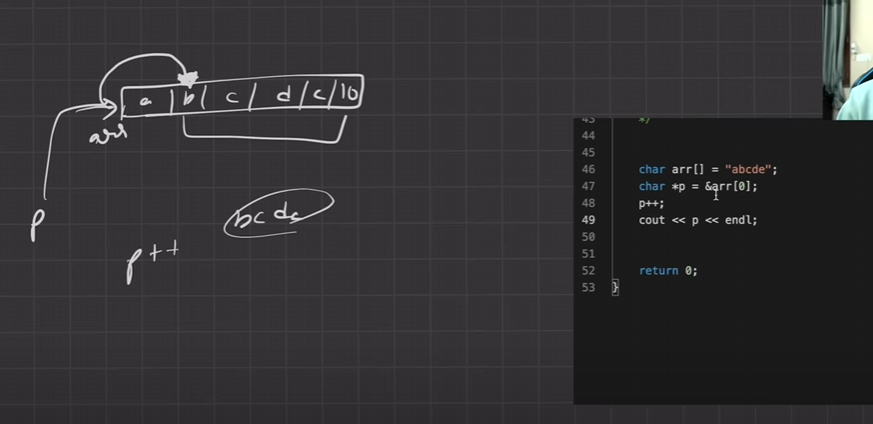 a | b | c | d | c | \0
arr
p
bcde
p++
43 */
44
45
46 char arr[] = "abcde";
47 char *p = &arr[0];
48 p++;
49 cout << p << endl;
50
51
52 return 0;
53 }